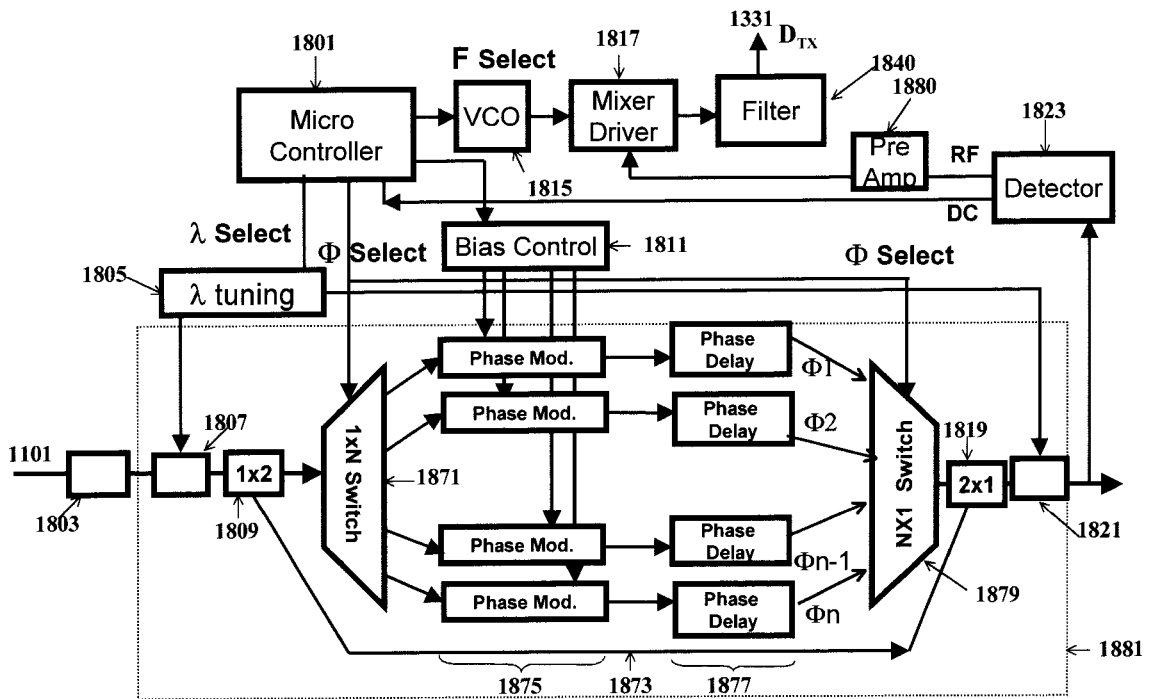 1331
D_TX
1801
1817
F Select
1840
1880
1823
Micro
Controller
VCO
Mixer
Driver
Filter
Pre
Amp
RF
DC
Detector
1815
λ Select
Φ Select
Bias Control
1811
Φ Select
1805
λ tuning
Phase Mod.
Phase
Delay
Φ1
Phase Mod.
Phase
Delay
Φ2
1807
1819
1101
1x2
1xN Switch
1871
NX1 Switch
2x1
1803
1809
1821
Phase Mod.
Phase
Delay
Φn-1
Phase Mod.
Phase
Delay
Φn
1879
1881
1875
1873
1877